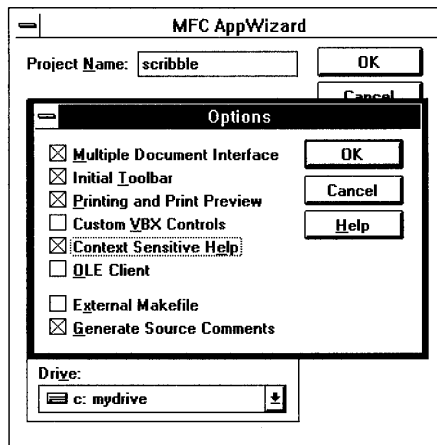 MFC AppWizard
Project Name: scribble
OK
Cancel
Options
Multiple Document Interface
Initial Toolbar
Printing and Print Preview
Custom VBX Controls
Context Sensitive Help
OLE Client
External Makefile
Generate Source Comments
OK
Cancel
Help
Drive:
c: mydrive